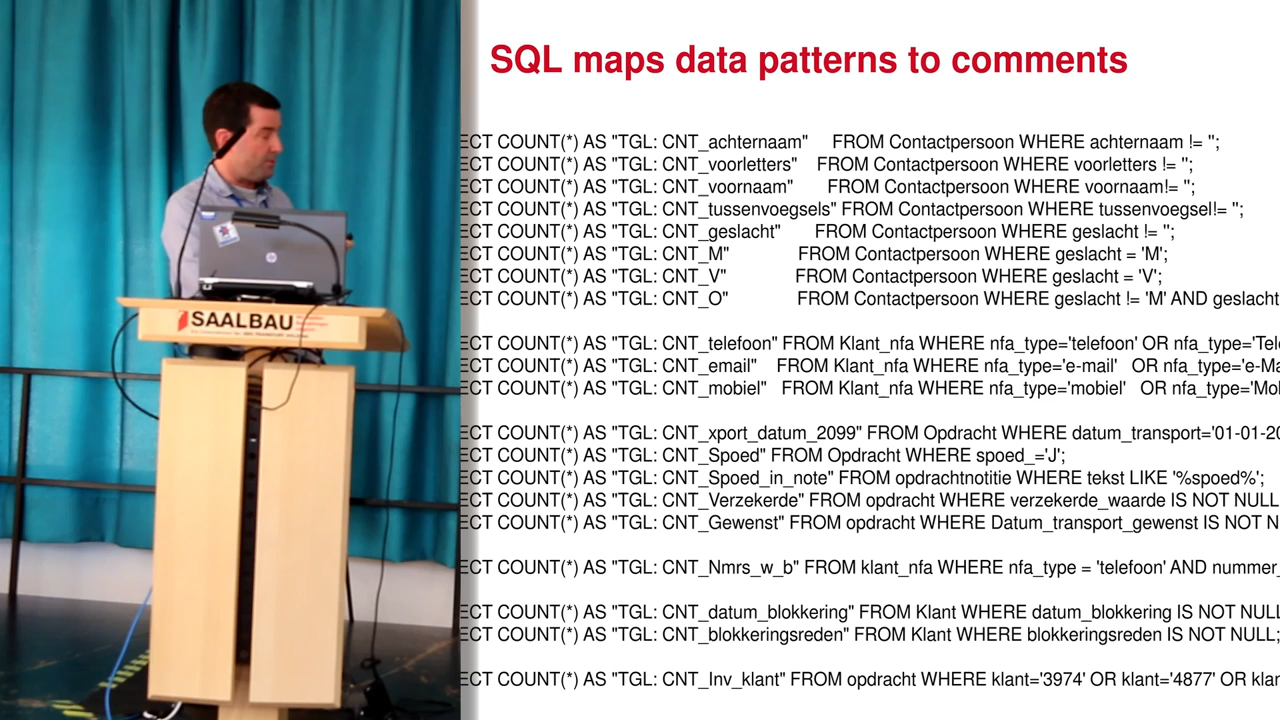 SQL maps data patterns to comments
ECT COUNT(*) AS "TGL: CNT_achternaam" FROM Contactpersoon WHERE achternaam != '';
ECT COUNT(*) AS "TGL: CNT_voorletters" FROM Contactpersoon WHERE voorletters != '';
ECT COUNT(*) AS "TGL: CNT_voornaam" FROM Contactpersoon WHERE voornaam!= '';
ECT COUNT(*) AS "TGL: CNT_tussenvoegsels" FROM Contactpersoon WHERE tussenvoegsel!= '';
ECT COUNT(*) AS "TGL: CNT_geslacht" FROM Contactpersoon WHERE geslacht != '';
ECT COUNT(*) AS "TGL: CNT_M" FROM Contactpersoon WHERE geslacht = 'M';
ECT COUNT(*) AS "TGL: CNT_V" FROM Contactpersoon WHERE geslacht = 'V';
ECT COUNT(*) AS "TGL: CNT_O" FROM Contactpersoon WHERE geslacht != 'M' AND geslacht
ECT COUNT(*) AS "TGL: CNT_telefoon" FROM Klant_nfa WHERE nfa_type='telefoon' OR nfa_type='Tele
ECT COUNT(*) AS "TGL: CNT_email" FROM Klant_nfa WHERE nfa_type='e-mail' OR nfa_type='e-Ma
ECT COUNT(*) AS "TGL: CNT_mobiel" FROM Klant_nfa WHERE nfa_type='mobiel' OR nfa_type='Mob
ECT COUNT(*) AS "TGL: CNT_xport_datum_2099" FROM Opdracht WHERE datum_transport='01-01-20
ECT COUNT(*) AS "TGL: CNT_Spoed" FROM Opdracht WHERE spoed_='J';
ECT COUNT(*) AS "TGL: CNT_Spoed_in_note" FROM opdrachtnotitie WHERE tekst LIKE '%spoed%';
ECT COUNT(*) AS "TGL: CNT_Verzekerde" FROM opdracht WHERE verzekerde_waarde IS NOT NULL
ECT COUNT(*) AS "TGL: CNT_Gewenst" FROM opdracht WHERE Datum_transport_gewenst IS NOT N
ECT COUNT(*) AS "TGL: CNT_Nmrs_w_b" FROM klant_nfa WHERE nfa_type = 'telefoon' AND nummer_
ECT COUNT(*) AS "TGL: CNT_datum_blokkering" FROM Klant WHERE datum_blokkering IS NOT NULL
ECT COUNT(*) AS "TGL: CNT_blokkeringsreden" FROM Klant WHERE blokkeringsreden IS NOT NULL;
ECT COUNT(*) AS "TGL: CNT_Inv_klant" FROM opdracht WHERE klant='3974' OR klant='4877' OR klan
SAALBAU